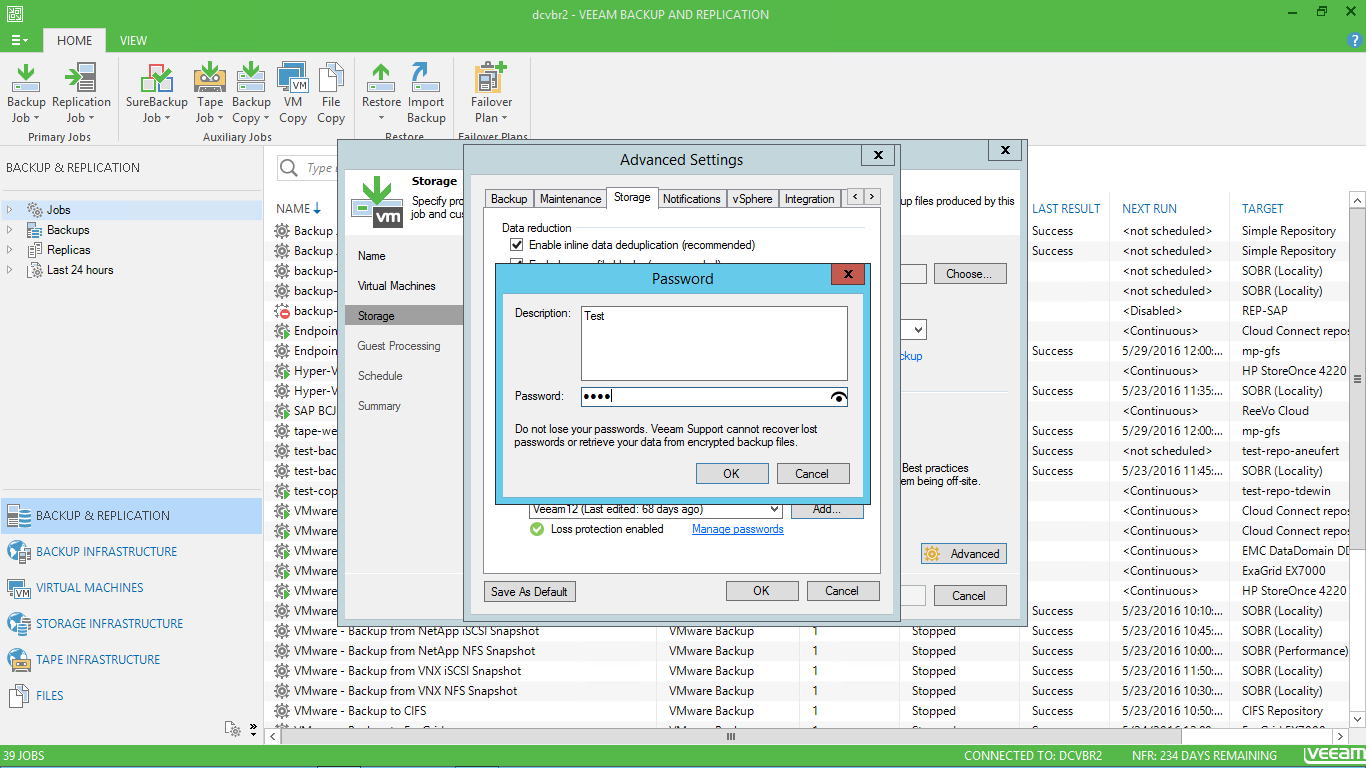 dcvbr2 - VEEAM BACKUP AND REPLICATION
HOME VIEW
Backup Job
Replication Job
SureBackup Job
Tape Job
Backup Copy
VM Copy
File Copy
Restore
Import Backup
Failover Plan
Primary Jobs
Auxiliary Jobs
Restore
Failover Plans
BACKUP & REPLICATION
Jobs
Backups
Replicas
Last 24 hours
BACKUP & REPLICATION
BACKUP INFRASTRUCTURE
VIRTUAL MACHINES
STORAGE INFRASTRUCTURE
TAPE INFRASTRUCTURE
FILES
Type
NAME
LAST RESULT NEXT RUN TARGET
Backup
Success <not scheduled> Simple Repository
Backup
Success <not scheduled> Simple Repository
backup-
<not scheduled> SOBR (Locality)
backup-
<not scheduled> SOBR (Locality)
backup-
<Disabled> REP-SAP
Endpoin
<Continuous> Cloud Connect repos
Endpoin
Success 5/29/2016 12:00:... mp-gfs
Hyper-V
<Continuous> HP StoreOnce 4220
Hyper-V
Success 5/23/2016 11:35:... SOBR (Locality)
SAP BCJ
<Continuous> ReeVo Cloud
tape-we
Success 5/29/2016 12:00:... mp-gfs
test-bac
Success <not scheduled> test-repo-aneufert
test-bac
Success 5/23/2016 11:45:... SOBR (Locality)
test-cop
<Continuous> test-repo-tdewin
VMware
<Continuous> Cloud Connect repos
VMware
<Continuous> Cloud Connect repos
VMware
<Continuous> EMC DataDomain DD
VMware
<Continuous> ExaGrid EX7000
VMware
<Continuous> HP StoreOnce 4220
VMware
Success 5/23/2016 10:10:... SOBR (Locality)
VMware - Backup from NetApp iSCSI Snapshot VMware Backup 1 Stopped Success 5/23/2016 10:45:... SOBR (Locality)
VMware - Backup from NetApp NFS Snapshot VMware Backup 1 Stopped Success 5/23/2016 10:00:... SOBR (Performance)
VMware - Backup from VNX iSCSI Snapshot VMware Backup 1 Stopped Success 5/23/2016 11:50:... SOBR (Locality)
VMware - Backup from VNX NFS Snapshot VMware Backup 1 Stopped Success 5/23/2016 10:30:... SOBR (Locality)
VMware - Backup to CIFS VMware Backup 1 Stopped Success 5/23/2016 10:50:... CIFS Repository
Storage
Specify pro
job and cus
up files produced by this
vm
Name
Virtual Machines
Storage
Guest Processing
Schedule
Summary
Choose...
ckup
Best practices
em being off-site.
Advanced
Cancel
Advanced Settings
Backup Maintenance Storage Notifications vSphere Integration
Data reduction
Enable inline data deduplication (recommended)
Veeam12 (Last edited: 68 days ago) Add...
Loss protection enabled Manage passwords
Save As Default OK Cancel
Password
Description: Test
Password: ●●●●
Do not lose your passwords. Veeam Support cannot recover lost
passwords or retrieve your data from encrypted backup files.
OK Cancel
39 JOBS CONNECTED TO: DCVBR2 NFR: 234 DAYS REMAINING veeam